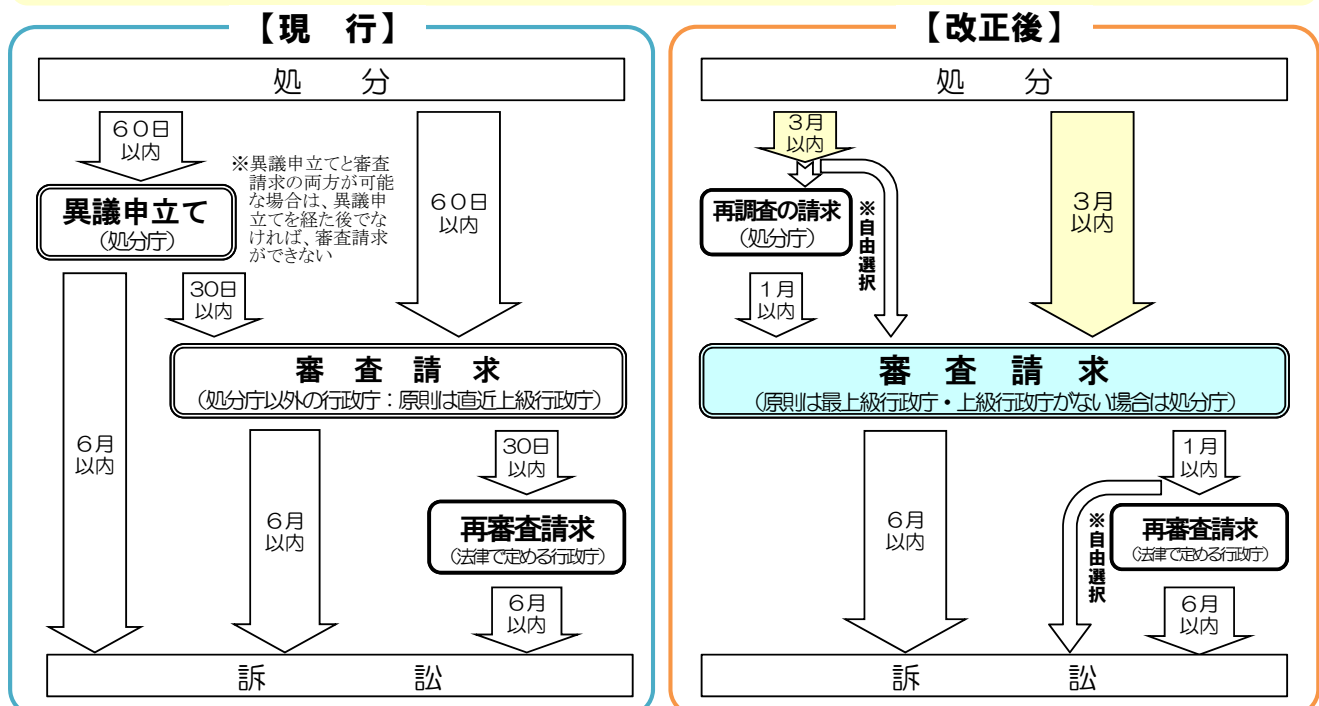 【現　行】
処　分
６０日
以内
※異議申立てと審査
請求の両方が可能
な場合は、異議申
立てを経た後でな
ければ、審査請求
ができない
異議申立て
（処分庁）
６０日
以内
30日
以内
審　査　請　求
（処分庁以外の行政庁：原則は直近上級行政庁）
６月
以内
６月
以内
30日
以内
再審査請求
（法律で定める行政庁）
６月
以内
訴　訟
【改正後】
処　分
３月
以内
再調査の請求
（処分庁）
※自由選択
３月
以内
１月
以内
審　査　請　求
（原則は最上級行政庁・上級行政庁がない場合は処分庁）
６月
以内
１月
以内
※自由選択
再審査請求
（法律で定める行政庁）
６月
以内
訴　訟